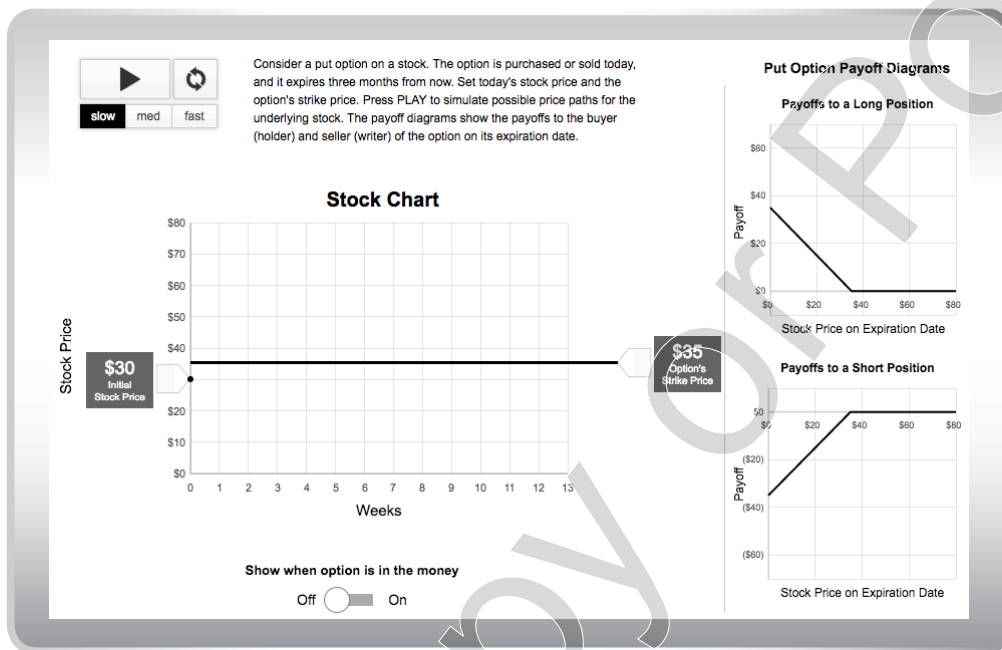 Consider a put option on a stock. The option is purchased or sold today,
and it expires three months from now. Set today's stock price and the
option's strike price. Press PLAY to simulate possible price paths for the
underlying stock. The payoff diagrams show the payoffs to the buyer
(holder) and seller (writer) of the option on its expiration date.
slow med fast
Stock Chart
$80
$70
$60
$50
$40
$20
$10
$0
Stock Price
$30
Initial
Stock Price
$35
Option's
Strike Price
0 1 2 3 4 5 6 7 8 9 10 11 12 13
Weeks
Show when option is in the money
Off On
Put Option Payoff Diagrams
Payoffs to a Long Position
$60
$40
$20
$0
Payoff
$0 $20 $40 $60 $80
Stock Price on Expiration Date
Payoffs to a Short Position
$0
$0 $20 $40 $60 $80
($20)
($40)
($60)
Payoff
Stock Price on Expiration Date
py or Po